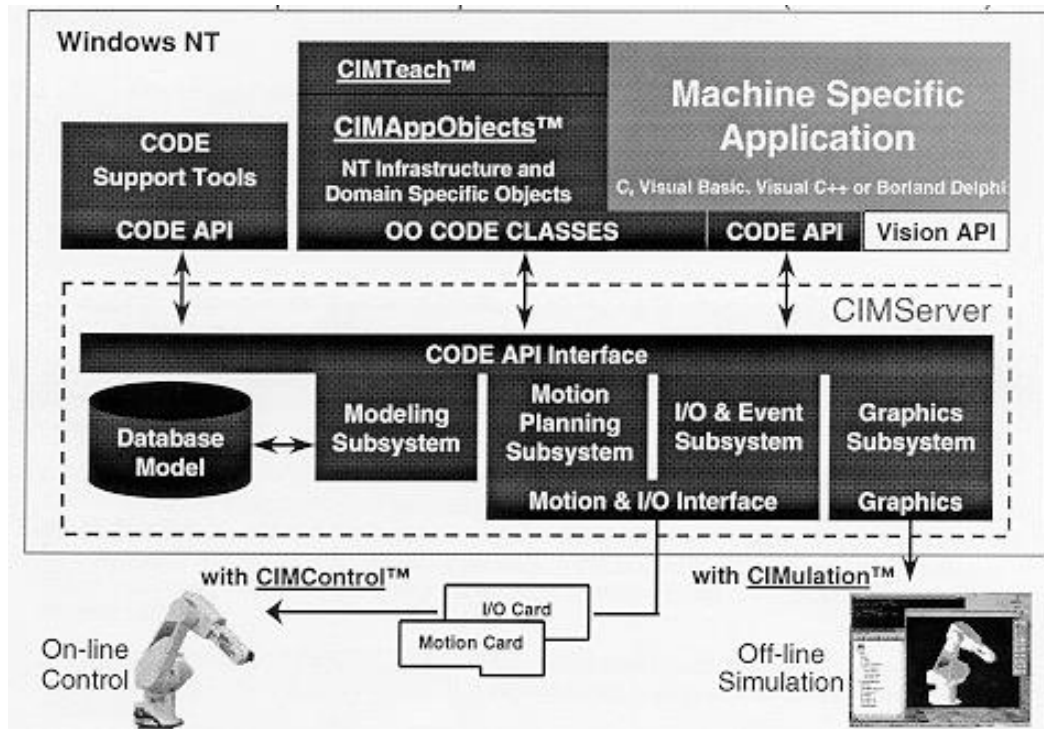 Windows NT
CIMTeach™
CIMAppObjects™
NT Infrastructure and
Domain Specific Objects
OO CODE CLASSES
Machine Specific
Application
C, Visual Basic, Visual C++ or Borland Delphi
CODE API
Vision API
CODE
Support Tools
CODE API
CIMServer
CODE API Interface
Database
Model
Modeling
Subsystem
Motion
Planning
Subsystem
I/O & Event
Subsystem
Graphics
Subsystem
Motion & I/O Interface
Graphics
with CIMControl™
with CIMulation™
I/O Card
Motion Card
On-line
Control
Off-line
Simulation